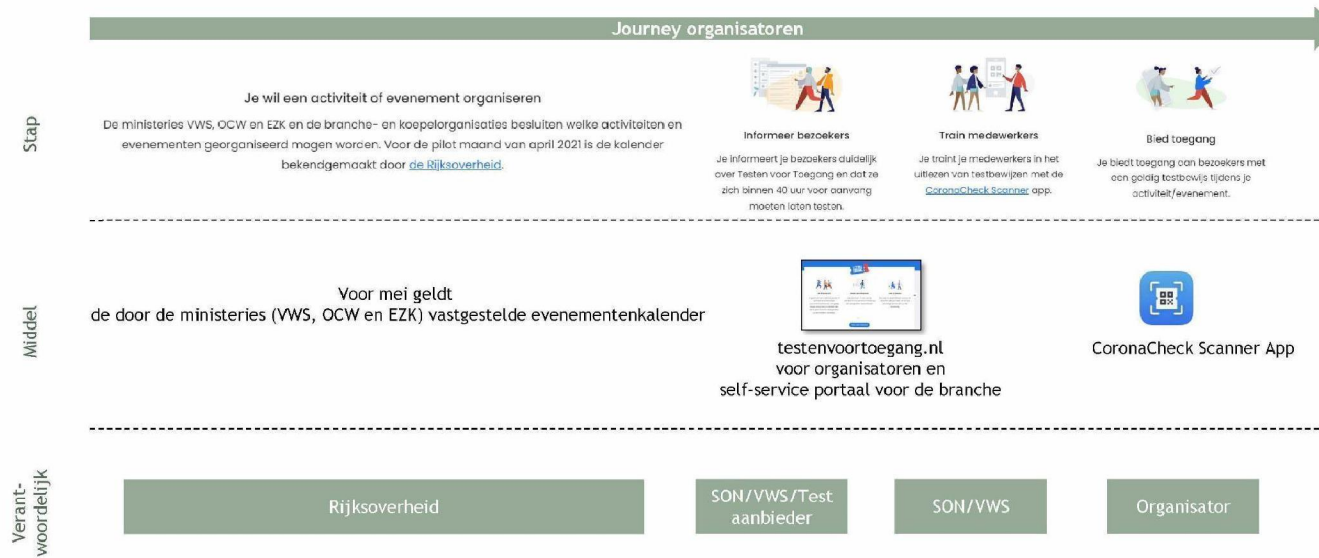 Journey organisatoren
Stap
Je wil een activiteit of evenement organiseren
De ministeries VWS, OCW en EZK en de branche- en koepelorganisaties besluiten welke activiteiten en
evenementen georganiseerd mogen worden. Voor de pilot maand van april 2021 is de kalender
bekendgemaakt door de Rijksoverheid.
Informeer bezoekers
Je informeert je bezoekers duidelijk
over Testen voor Toegang en dat ze
zich binnen 40 uur voor aanvang
moeten laten testen.
Train medewerkers
Je traint je medewerkers in het
uitlezen van testbewijzen met de
CoronaCheck Scanner app.
Bied toegang
Je biedt toegang aan bezoekers met
een geldig testbewijs tijdens je
activiteit/evenement.
Middel
Voor mei geldt
de door de ministeries (VWS, OCW en EZK) vastgestelde evenementenkalender
testenvoortoegang.nl
voor organisatoren en
self-service portaal voor de branche
CoronaCheck Scanner App
Verant-
woordelijk
Rijksoverheid
SON/VWS/Test
aanbieder
SON/VWS
Organisator